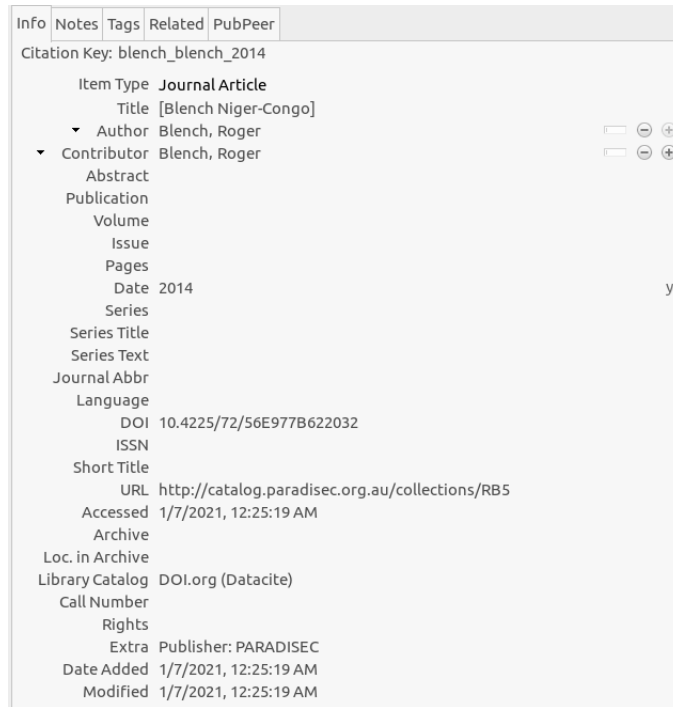 Info Notes Tags Related PubPeer
Citation Key: blench_blench_2014
Item Type Journal Article
Title [Blench Niger-Congo]
Author Blench, Roger
Contributor Blench, Roger
Abstract
Publication
Volume
Issue
Pages
Date 2014 y
Series
Series Title
Series Text
Journal Abbr
Language
DOI 10.4225/72/56E977B622032
ISSN
Short Title
URL http://catalog.paradisec.org.au/collections/RB5
Accessed 1/7/2021, 12:25:19 AM
Archive
Loc. in Archive
Library Catalog DOI.org (Datacite)
Call Number
Rights
Extra Publisher: PARADISEC
Date Added 1/7/2021, 12:25:19 AM
Modified 1/7/2021, 12:25:19 AM